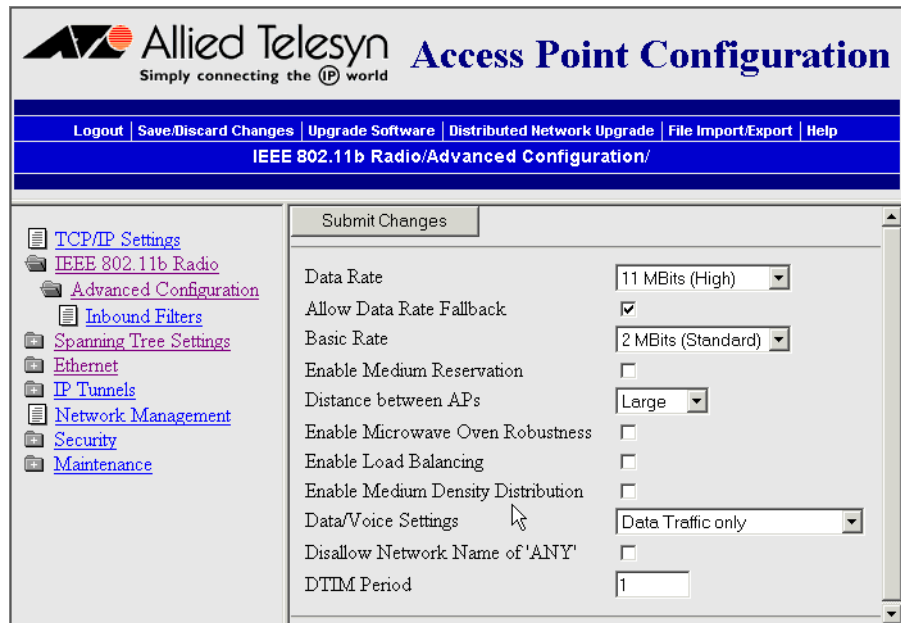 Allied Telesyn
Simply connecting the IP world
Access Point Configuration
Logout | Save/Discard Changes | Upgrade Software | Distributed Network Upgrade | File Import/Export | Help
IEEE 802.11b Radio/Advanced Configuration/
TCP/IP Settings
IEEE 802.11b Radio
Advanced Configuration
Inbound Filters
Spanning Tree Settings
Ethernet
IP Tunnels
Network Management
Security
Maintenance
Submit Changes
Data Rate 11 MBits (High)
Allow Data Rate Fallback
Basic Rate 2 MBits (Standard)
Enable Medium Reservation
Distance between APs Large
Enable Microwave Oven Robustness
Enable Load Balancing
Enable Medium Density Distribution
Data/Voice Settings Data Traffic only
Disallow Network Name of 'ANY'
DTIM Period 1